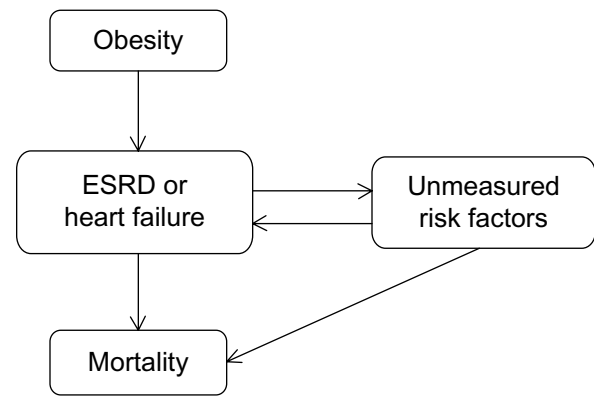 Obesity
ESRD or
heart failure
Unmeasured
risk factors
Mortality